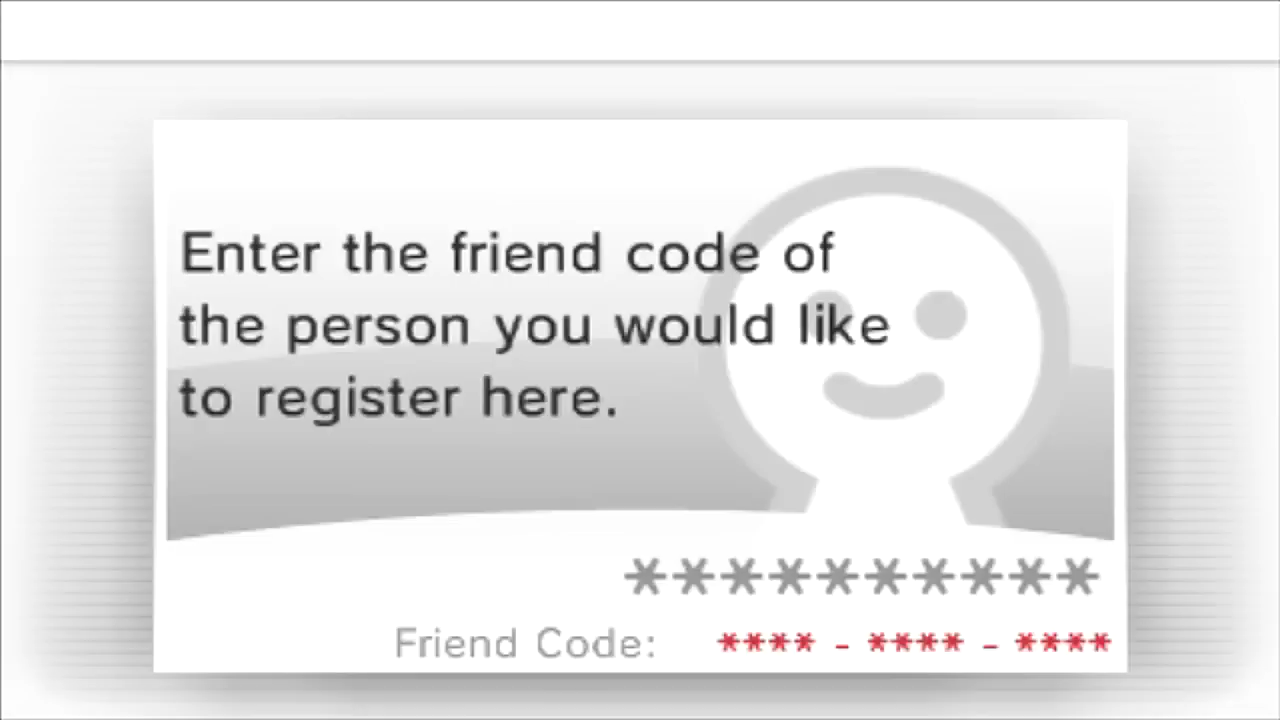 Enter the friend code of
the person you would like
to register here.
**********
Friend Code: **** - **** - ****